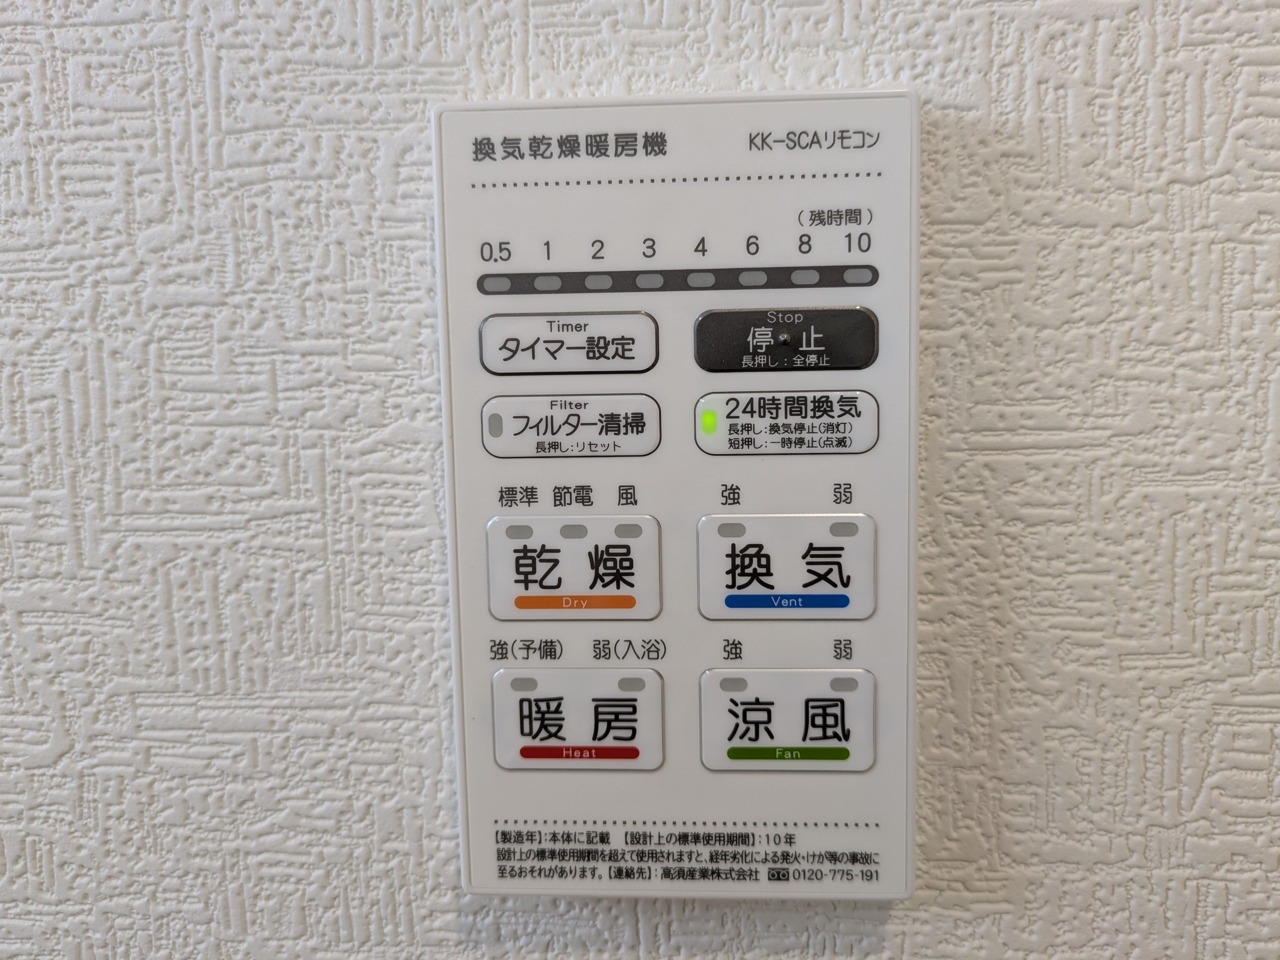 換気乾燥暖房機 KK-SCAリモコン
(残時間)
0.5 1 2 3 4 6 8 10
Timer
タイマー設定
Stop
停止
長押し:全停止
Filter
フィルター清掃
長押し:リセット
24時間換気
長押し:換気停止(消灯)
短押し:一時停止(点滅)
標準 節電 風
乾燥
Dry
強 弱
換気
Vent
強(予備) 弱(入浴)
暖房
Heat
強 弱
涼風
Fan
【製造年】:本体に記載 【設計上の標準使用期間】:10年
設計上の標準使用期間を超えて使用されますと、経年劣化による発火・けが等の事故に
至るおそれがあります。【連絡先】:高須産業株式会社 0120-775-191